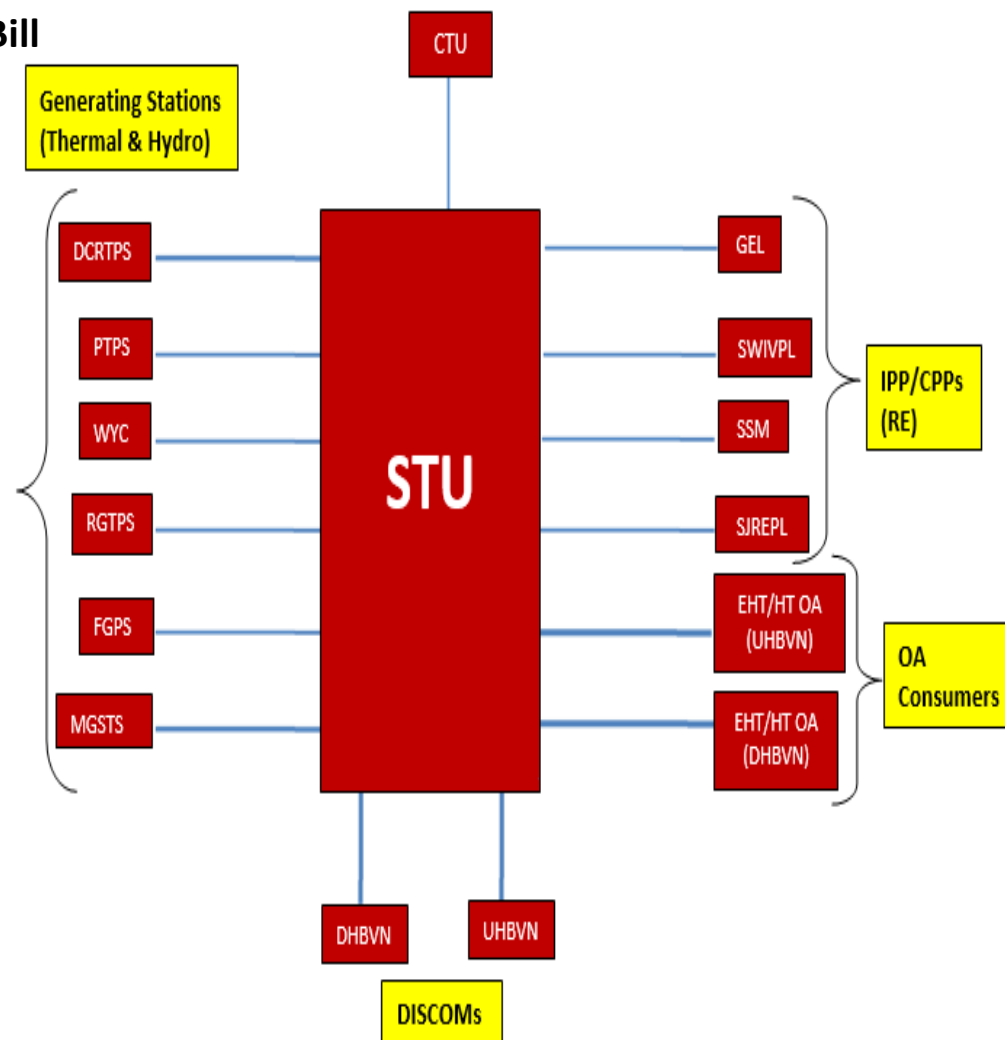 Bill
CTU
Generating Stations
(Thermal & Hydro)
DCRTPS
PTPS
WYC
RGTPS
FGPS
MGSTS
STU
GEL
SWIVPL
SSM
SJREPL
IPP/CPPs
(RE)
EHT/HT OA
(UHBVN)
EHT/HT OA
(DHBVN)
OA
Consumers
DHBVN
UHBVN
DISCOMs